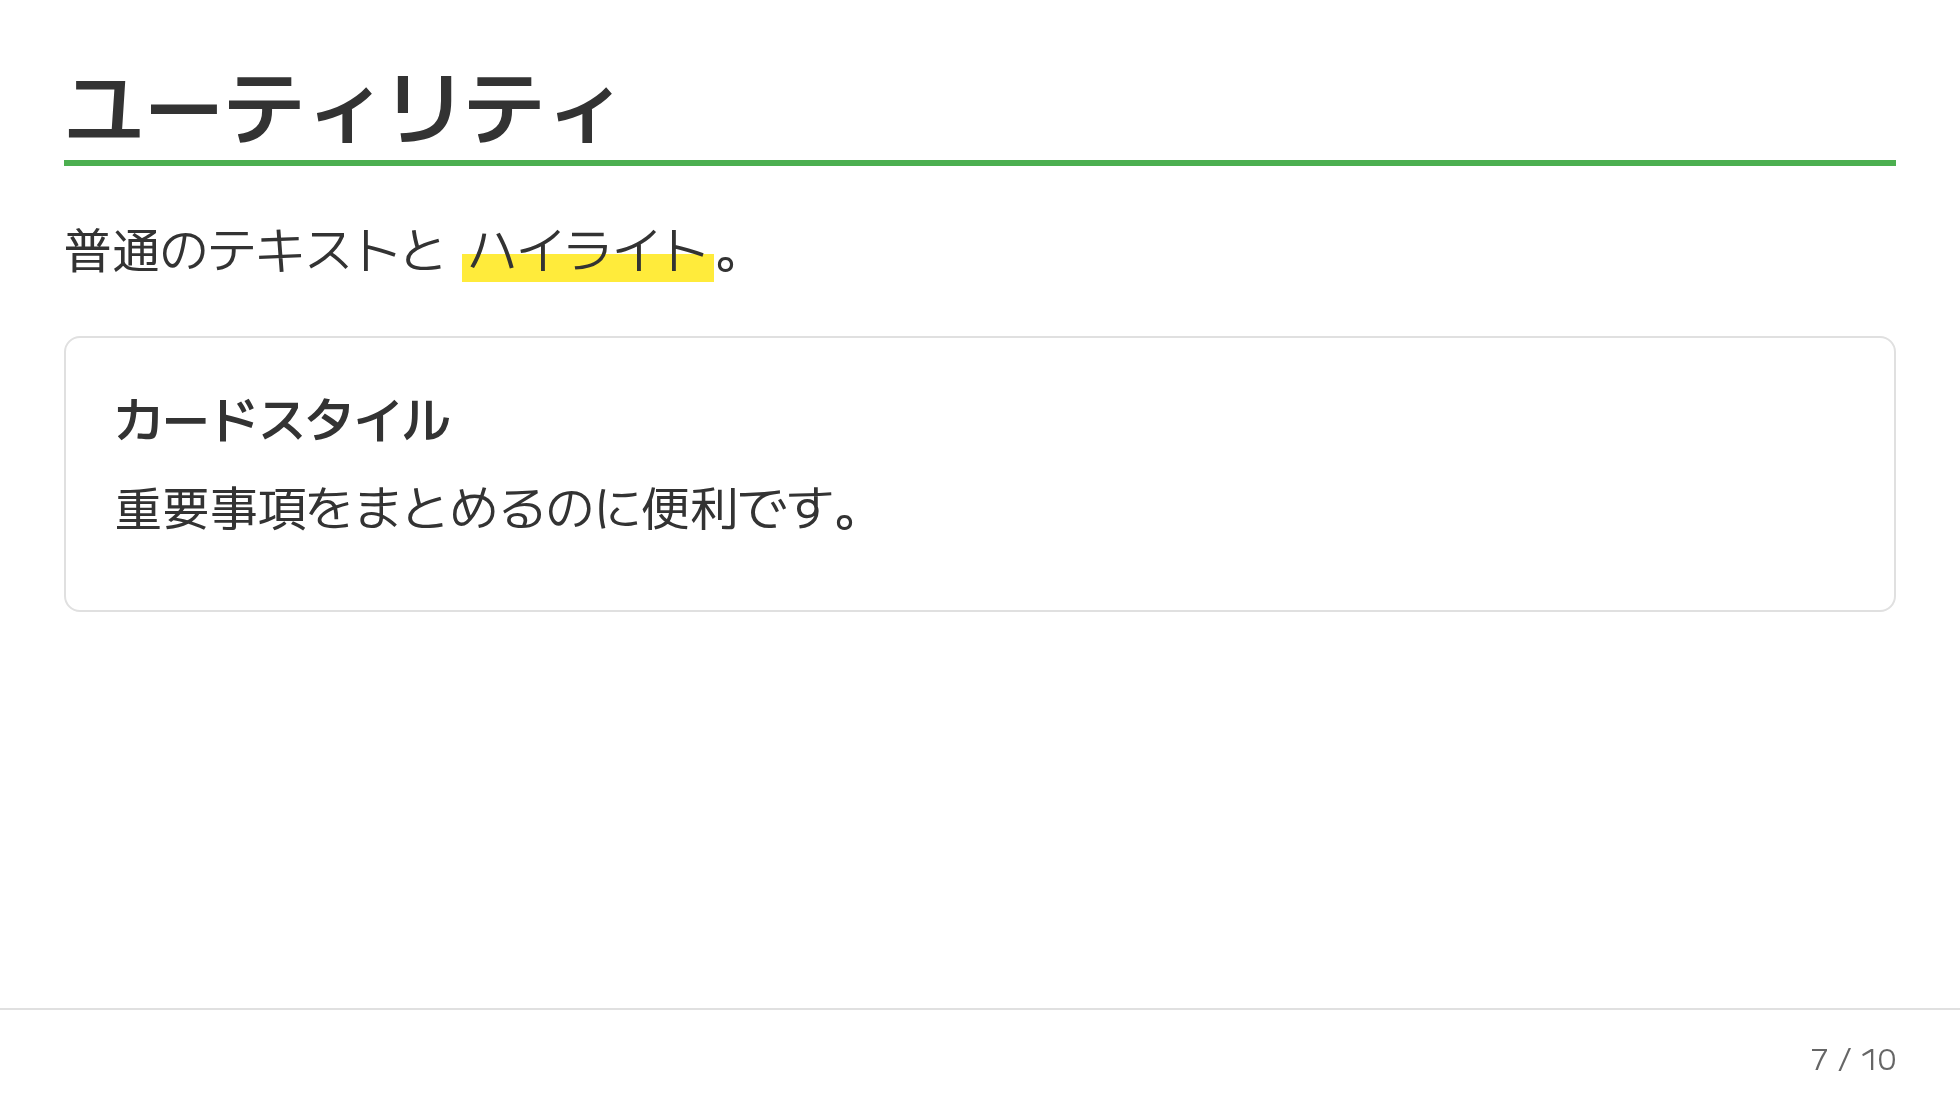 ユーティリティ
普通のテキストと ハイライト。
カードスタイル
重要事項をまとめるのに便利です。
7 / 10